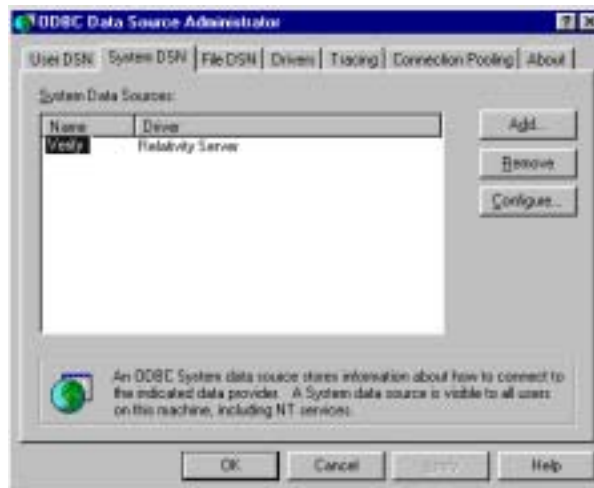 ODBC Data Source Administrator
User DSN System DSN File DSN Drivers Tracing Connection Pooling About
System Data Sources:
Name Driver Add...
Verify Relativity Server
Remove
Configure...
An ODBC System data source stores information about how to connect to
the indicated data provider. A System data source is visible to all users
on this machine, including NT services.
OK Cancel Apply Help